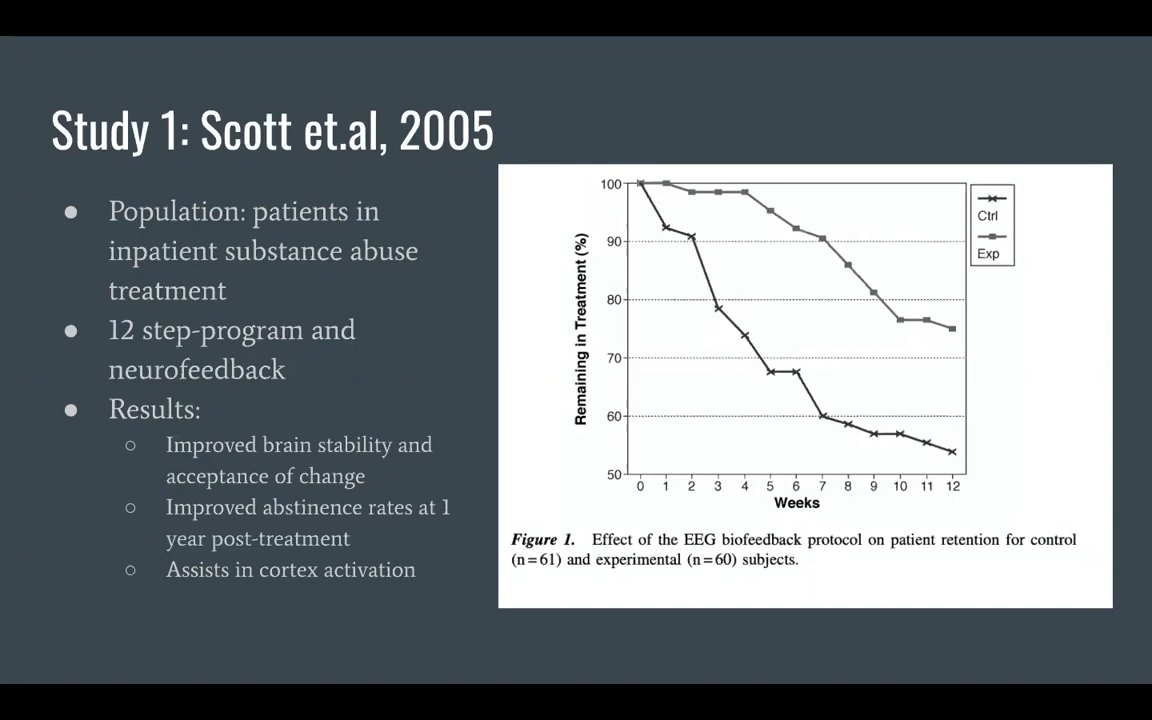 Study 1: Scott et.al, 2005
● Population: patients in
inpatient substance abuse
treatment
● 12 step-program and
neurofeedback
● Results:
○ Improved brain stability and
acceptance of change
○ Improved abstinence rates at 1
year post-treatment
○ Assists in cortex activation
Remaining in Treatment (%)
100
90
80
70
60
50
0 1 2 3 4 5 6 7 8 9 10 11 12
Weeks
Ctrl
Exp
Figure 1. Effect of the EEG biofeedback protocol on patient retention for control
(n=61) and experimental (n=60) subjects.